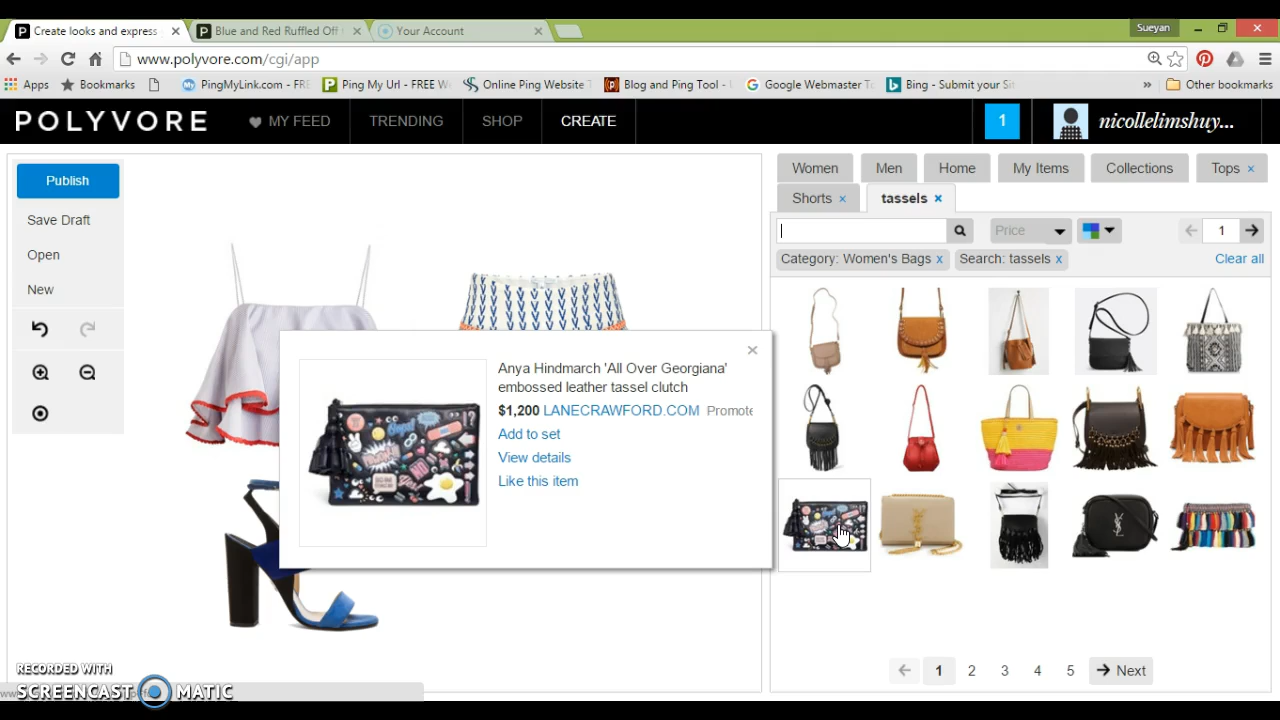 Create looks and express
Blue and Red Ruffled Off
Your Account
Sueyan
www.polyvore.com/cgi/app
Apps
Bookmarks
PingMyLink.com - FRE
Ping My Url - FREE We
Online Ping Website T
Blog and Ping Tool -
Google Webmaster To
Bing - Submit your Sit
»
Other bookmarks
POLYVORE
MY FEED
TRENDING
SHOP
CREATE
1
nicollelimshuy...
Publish
Save Draft
Open
New
Women
Men
Home
My Items
Collections
Tops x
Shorts x
tassels x
Price
1
Category: Women's Bags x
Search: tassels x
Clear all
×
Anya Hindmarch 'All Over Georgiana'
embossed leather tassel clutch
$1,200 LANECRAWFORD.COM Promote
Add to set
View details
Like this item
1
2
3
4
5
Next
RECORDED WITH
SCREENCAST MATIC